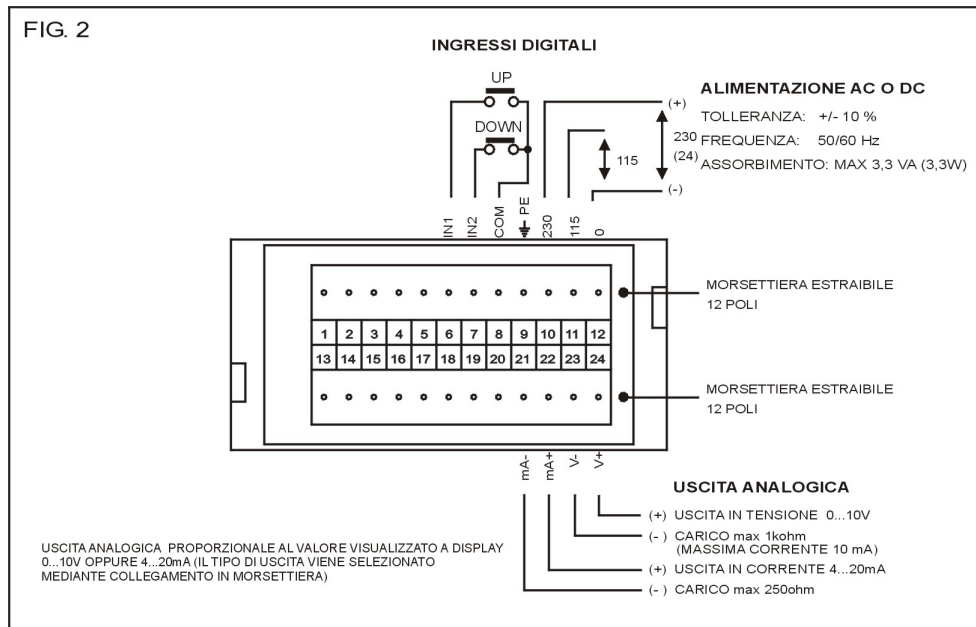 FIG. 2
INGRESSI DIGITALI
UP
DOWN
ALIMENTAZIONE AC O DC
TOLLERANZA: +/- 10 %
FREQUENZA: 50/60 Hz
ASSORBIMENTO: MAX 3,3 VA (3,3W)
(+)
230
(24)
115
(-)
IN1
IN2
COM
PE
230
115
0
MORSETTIERA ESTRAIBILE
12 POLI
1 2 3 4 5 6 7 8 9 10 11 12
13 14 15 16 17 18 19 20 21 22 23 24
MORSETTIERA ESTRAIBILE
12 POLI
mA-
mA+
V-
V+
USCITA ANALOGICA
(+) USCITA IN TENSIONE 0...10V
(-) CARICO max 1kohm
(MASSIMA CORRENTE 10 mA)
(+) USCITA IN CORRENTE 4...20mA
(-) CARICO max 250ohm
USCITA ANALOGICA PROPORZIONALE AL VALORE VISUALIZZATO A DISPLAY
0...10V OPPURE 4...20mA (IL TIPO DI USCITA VIENE SELEZIONATO
MEDIANTE COLLEGAMENTO IN MORSETTIERA)